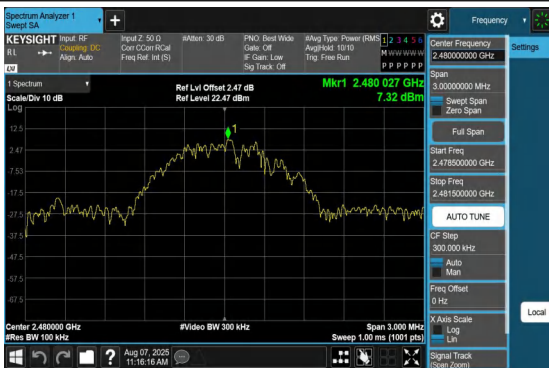 Spectrum Analyzer 1
Swept SA
+
Frequency
KEYSIGHT
RL
LXI
Input: RF
Coupling: DC
Align: Auto
Input Z: 50 Ω
Corr CCorr RCal
Freq Ref: Int (S)
#Atten: 30 dB
PNO: Best Wide
Gate: Off
IF Gain: Low
Sig Track: Off
#Avg Type: Power (RMS
Avg|Hold: 10/10
Trig: Free Run
1 2 3 4 5 6
M W W W W W
P P P P P P
1 Spectrum
Scale/Div 10 dB
Log
Ref Lvl Offset 2.47 dB
Ref Level 22.47 dBm
Mkr1 2.480 027 GHz
7.32 dBm
1
12.5
2.47
-7.53
-17.5
-27.5
-37.5
-47.5
-57.5
-67.5
Center 2.480000 GHz
#Res BW 100 kHz
#Video BW 300 kHz
Span 3.000 MHz
Sweep 1.00 ms (1001 pts)
Center Frequency
2.480000000 GHz
Settings
Span
3.00000000 MHz
Swept Span
Zero Span
Full Span
Start Freq
2.478500000 GHz
Stop Freq
2.481500000 GHz
AUTO TUNE
CF Step
300.000 kHz
Auto
Man
Freq Offset
0 Hz
X Axis Scale
Log
Lin
Local
Signal Track
(Span Zoom)
?
Aug 07, 2025
11:16:16 AM